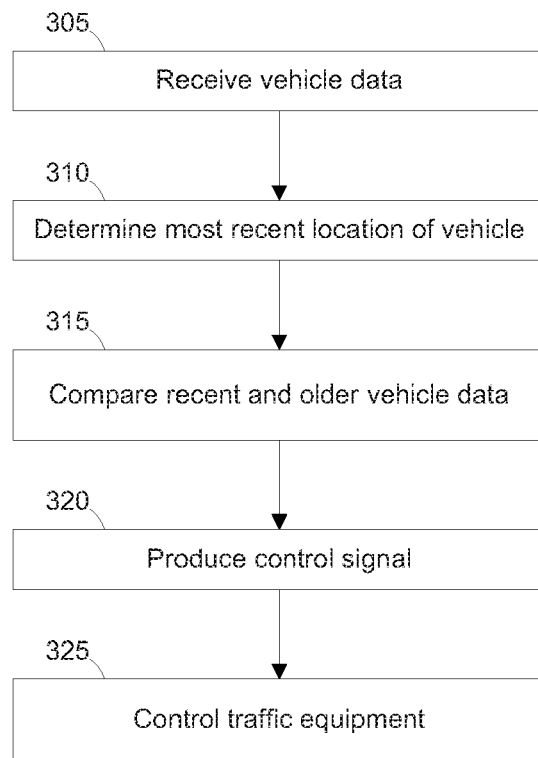 305
Receive vehicle data
310
Determine most recent location of vehicle
315
Compare recent and older vehicle data
320
Produce control signal
325
Control traffic equipment